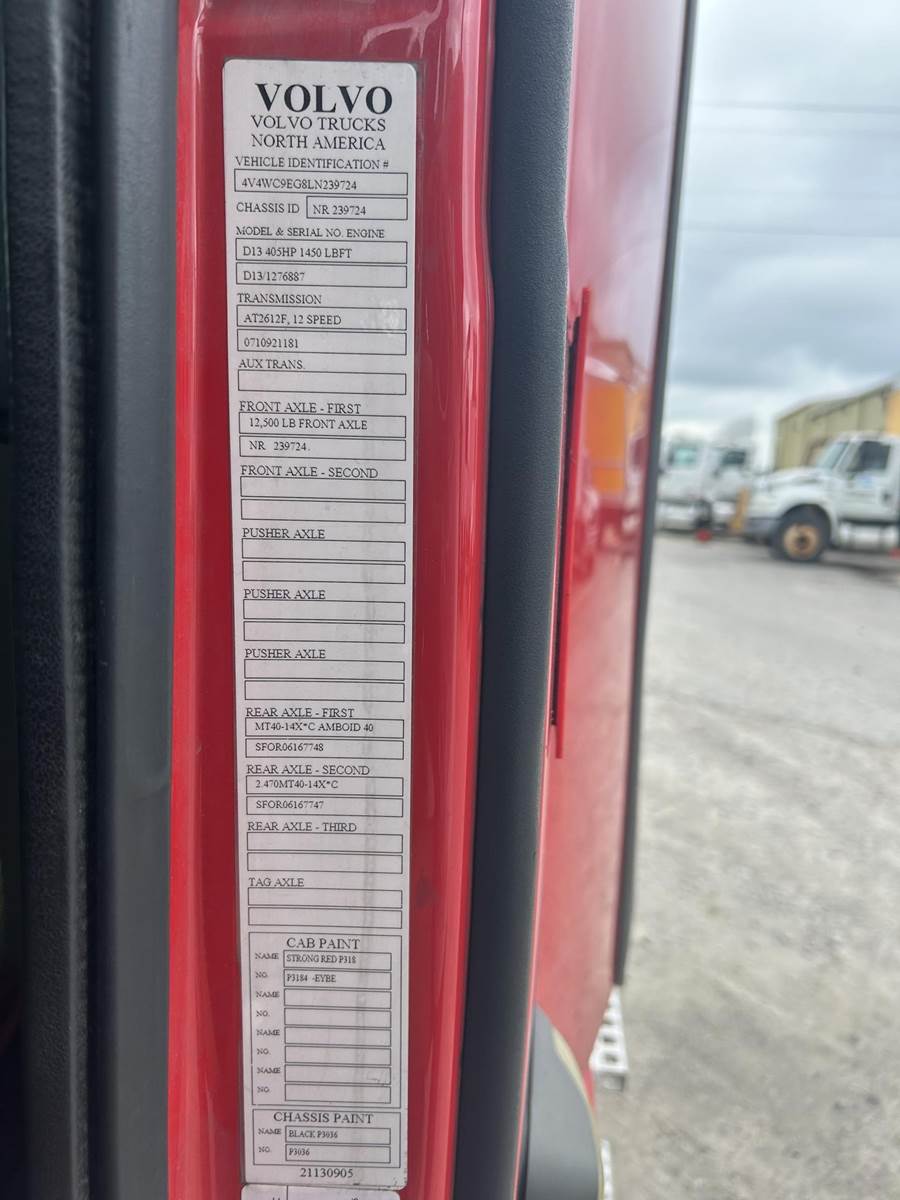 VOLVO
VOLVO TRUCKS
NORTH AMERICA
VEHICLE IDENTIFICATION #
4V4WC9EG8LN239724
CHASSIS ID NR 239724
MODEL & SERIAL NO. ENGINE
D13 405HP 1450 LBFT
D13/1276887
TRANSMISSION
AT2612F, 12 SPEED
0710921181
AUX TRANS.
FRONT AXLE - FIRST
12,500 LB FRONT AXLE
NR 239724.
FRONT AXLE - SECOND
PUSHER AXLE
PUSHER AXLE
PUSHER AXLE
REAR AXLE - FIRST
MT40-14X*C AMBOID 40
SFOR06167748
REAR AXLE - SECOND
2.470MT40-14X*C
SFOR06167747
REAR AXLE - THIRD
TAG AXLE
CAB PAINT
NAME STRONG RED P318
NO. P3184 -EYBE
NAME
NO.
NAME
NO.
NAME
NO.
CHASSIS PAINT
NAME BLACK P3036
NO. P3036
21130905